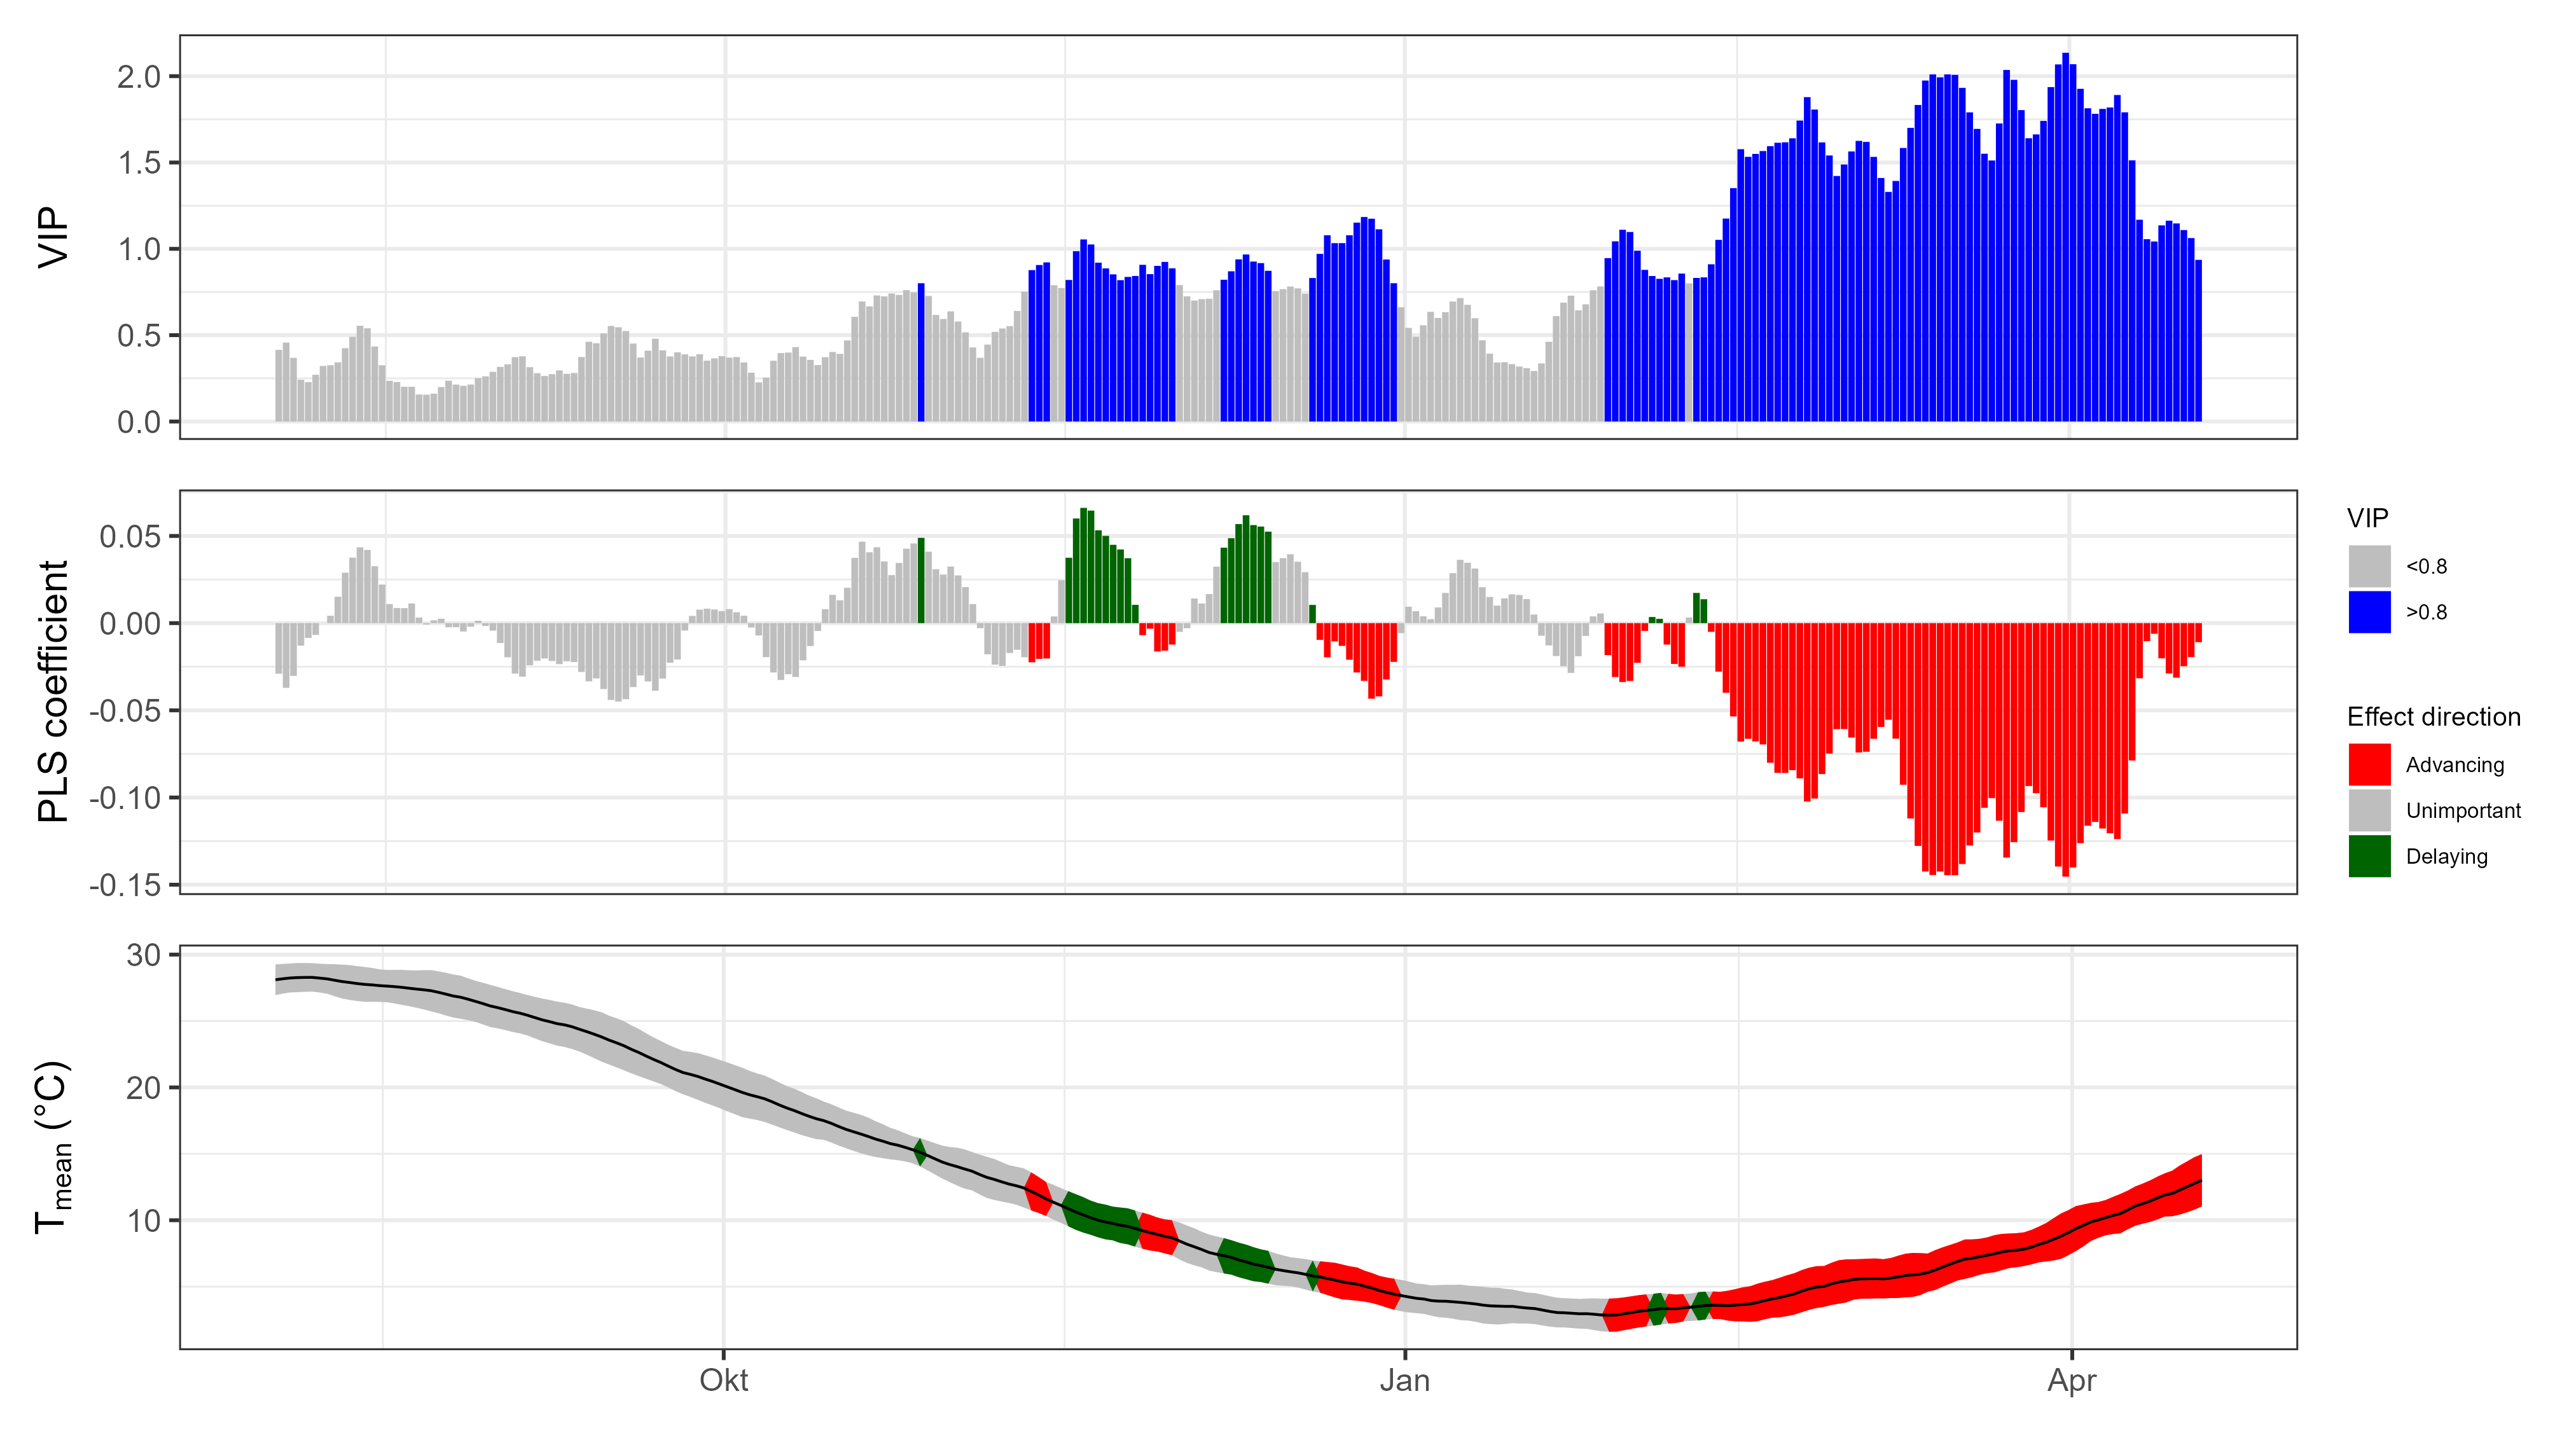 VIP
2.0
1.5
1.0
0.5
0.0
PLS coefficient
0.05
0.00
-0.05
-0.10
-0.15
VIP
<0.8
>0.8
Effect direction
Advancing
Unimportant
Delaying
Tmean (°C)
30
20
10
Okt Jan Apr